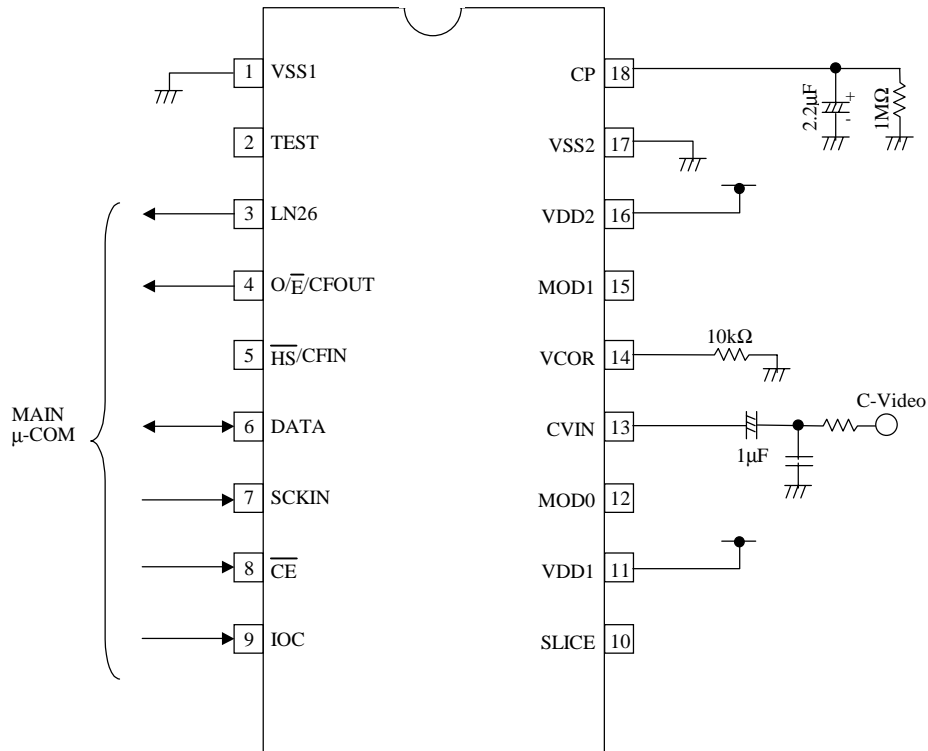 1 VSS1
2 TEST
3 LN26
4 O/E̅/CFOUT
5 H̅S̅/CFIN
6 DATA
7 SCKIN
8 C̅E̅
9 IOC
MAIN
μ-COM
CP 18
2.2μF
+
-
1MΩ
VSS2 17
VDD2 16
MOD1 15
VCOR 14
10kΩ
CVIN 13
1μF
C-Video
MOD0 12
VDD1 11
SLICE 10